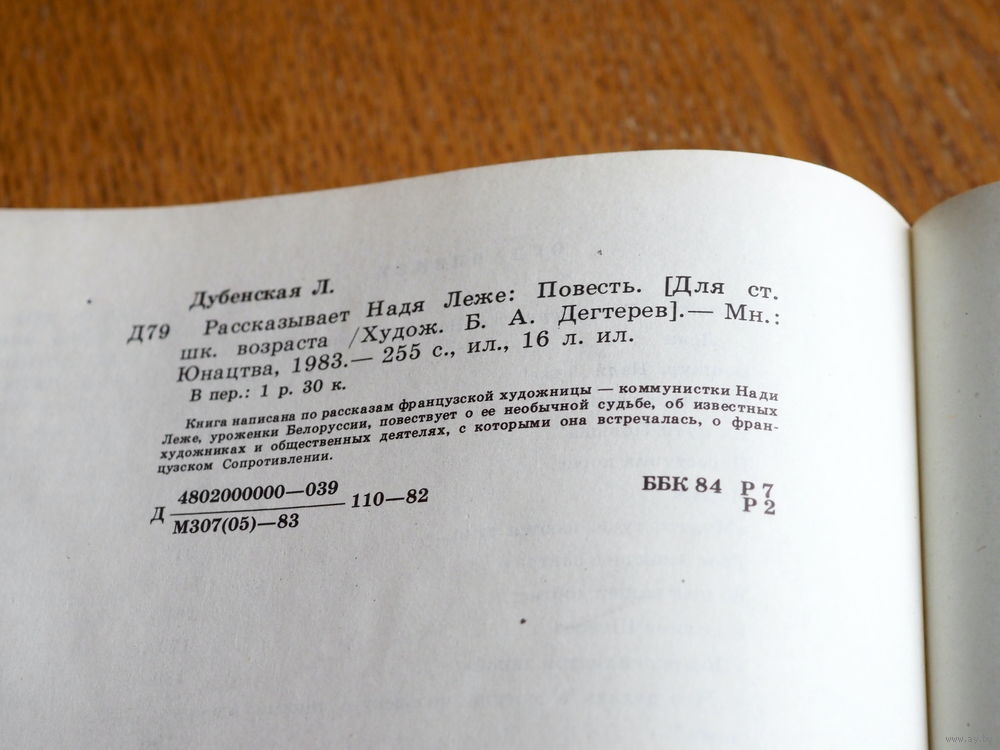 Дубенская Л.
Д79 Рассказывает Надя Леже: Повесть. [Для ст.
шк. возраста /Худож. Б. А. Дегтерев].— Мн.:
Юнацтва, 1983.— 255 с., ил., 16 л. ил.
В пер.: 1 р. 30 к.
Книга написана по рассказам французской художницы — коммунистки Нади
Леже, уроженки Белоруссии, повествует о ее необычной судьбе, об известных
художниках и общественных деятелях, с которыми она встречалась, о фран-
цузском Сопротивлении.
Д 4802000000—039 110—82
М307(05)—83
ББК 84 Р 7
Р 2
www.ay.by